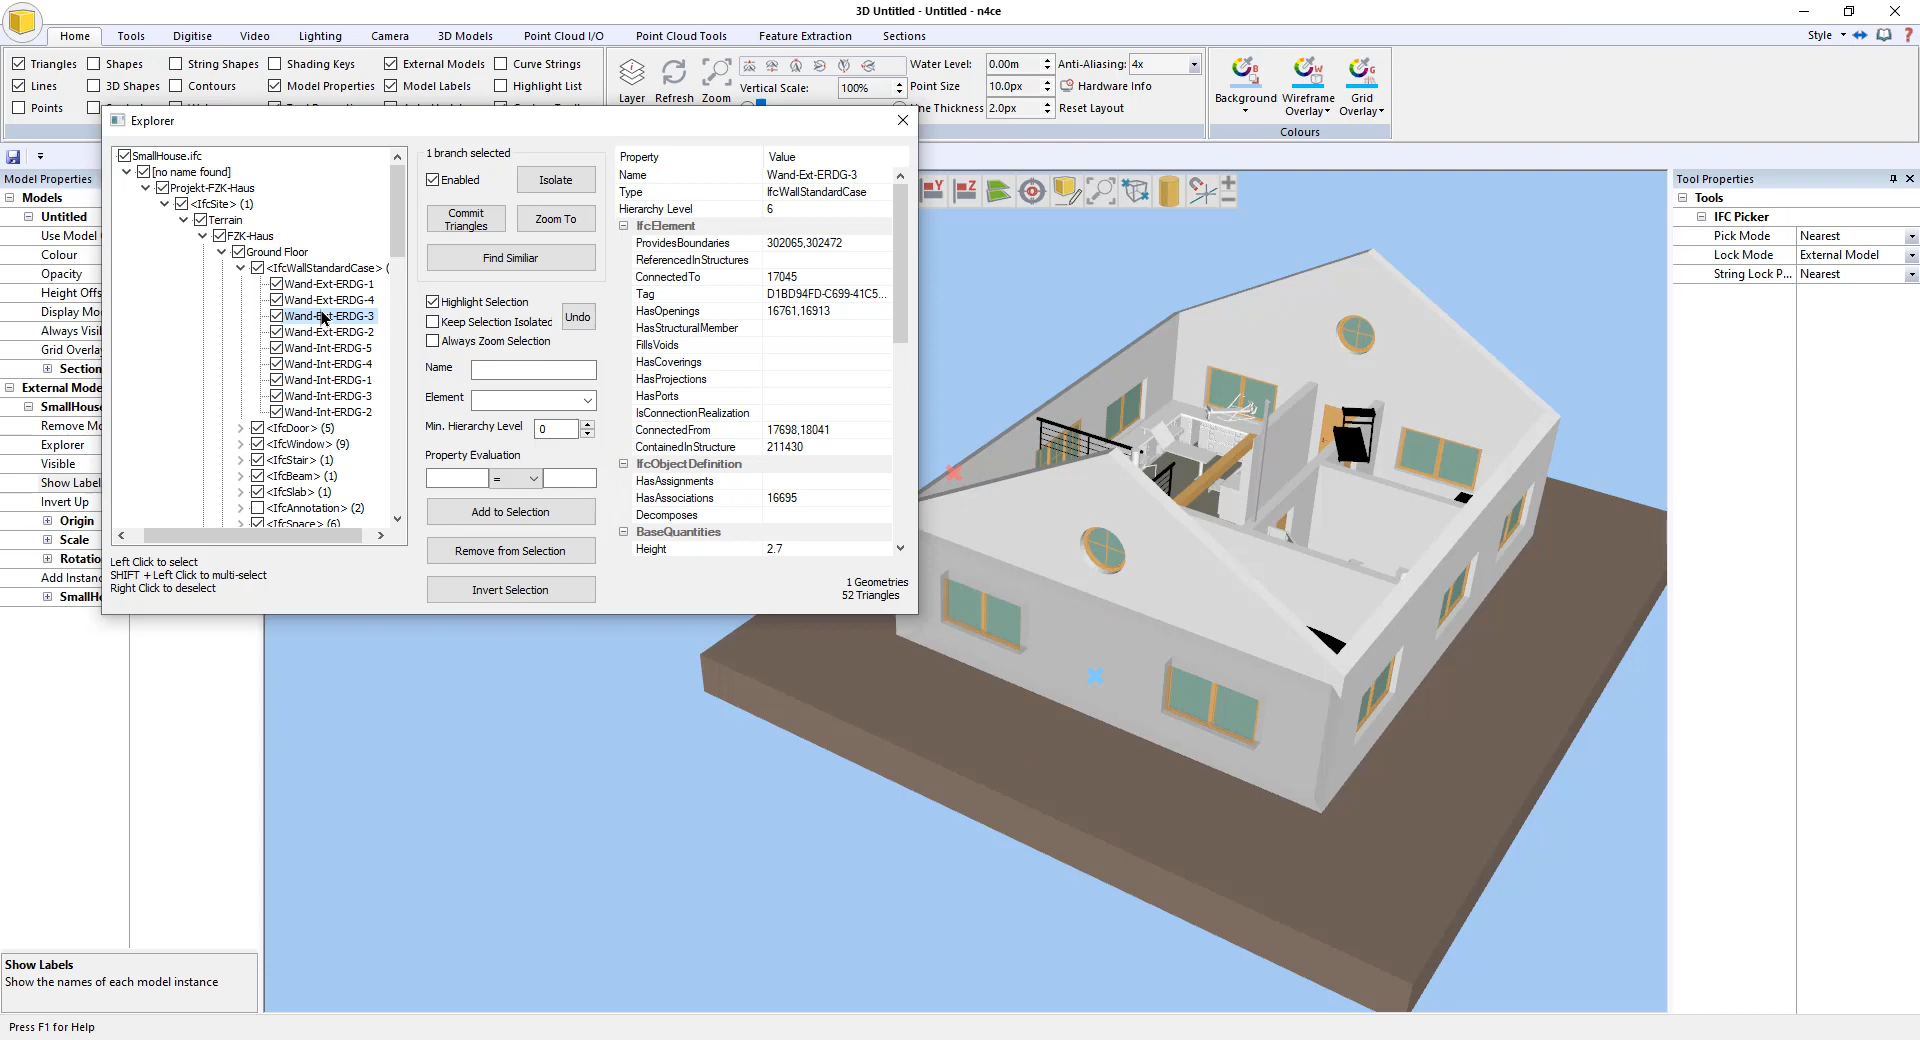 3D Untitled - Untitled - n4ce
Home
Tools
Digitise
Video
Lighting
Camera
3D Models
Point Cloud I/O
Point Cloud Tools
Feature Extraction
Sections
Style
Triangles
Shapes
String Shapes
Shading Keys
External Models
Curve Strings
Lines
3D Shapes
Contours
Model Properties
Model Labels
Highlight List
Points
Layer
Refresh
Zoom
Vertical Scale:
100%
Water Level:
0.00m
Point Size
10.0px
Line Thickness
2.0px
Anti-Aliasing:
4x
Hardware Info
Reset Layout
Background
Wireframe Overlay
Grid Overlay
Colours
Model Properties
Models
Untitled
Use Model
Colour
Opacity
Height Offs
Display Mo
Always Visi
Grid Overlay
Section
External Mode
SmallHous
Remove Mo
Explorer
Visible
Show Label
Invert Up
Origin
Scale
Rotatio
Add Instanc
SmallH
Show Labels
Show the names of each model instance
Press F1 for Help
Explorer
SmallHouse.ifc
[no name found]
Projekt-FZK-Haus
<IfcSite> (1)
Terrain
FZK-Haus
Ground Floor
<IfcWallStandardCase> (
Wand-Ext-ERDG-1
Wand-Ext-ERDG-4
Wand-Ext-ERDG-3
Wand-Ext-ERDG-2
Wand-Int-ERDG-5
Wand-Int-ERDG-4
Wand-Int-ERDG-1
Wand-Int-ERDG-3
Wand-Int-ERDG-2
<IfcDoor> (5)
<IfcWindow> (9)
<IfcStair> (1)
<IfcBeam> (1)
<IfcSlab> (1)
<IfcAnnotation> (2)
<IfcSpace> (6)
Left Click to select
SHIFT + Left Click to multi-select
Right Click to deselect
1 branch selected
Enabled
Isolate
Commit Triangles
Zoom To
Find Similiar
Highlight Selection
Keep Selection Isolated
Undo
Always Zoom Selection
Name
Element
Min. Hierarchy Level
0
Property Evaluation
=
Add to Selection
Remove from Selection
Invert Selection
Property Value
Name Wand-Ext-ERDG-3
Type IfcWallStandardCase
Hierarchy Level 6
IfcElement
ProvidesBoundaries 302065,302472
ReferencedInStructures
ConnectedTo 17045
Tag D1BD94FD-C699-41C5...
HasOpenings 16761,16913
HasStructuralMember
FillsVoids
HasCoverings
HasProjections
HasPorts
IsConnectionRealization
ConnectedFrom 17698,18041
ContainedInStructure 211430
IfcObjectDefinition
HasAssignments
HasAssociations 16695
Decomposes
BaseQuantities
Height 2.7
1 Geometries
52 Triangles
Y
Z
Tool Properties
Tools
IFC Picker
Pick Mode Nearest
Lock Mode External Model
String Lock P... Nearest